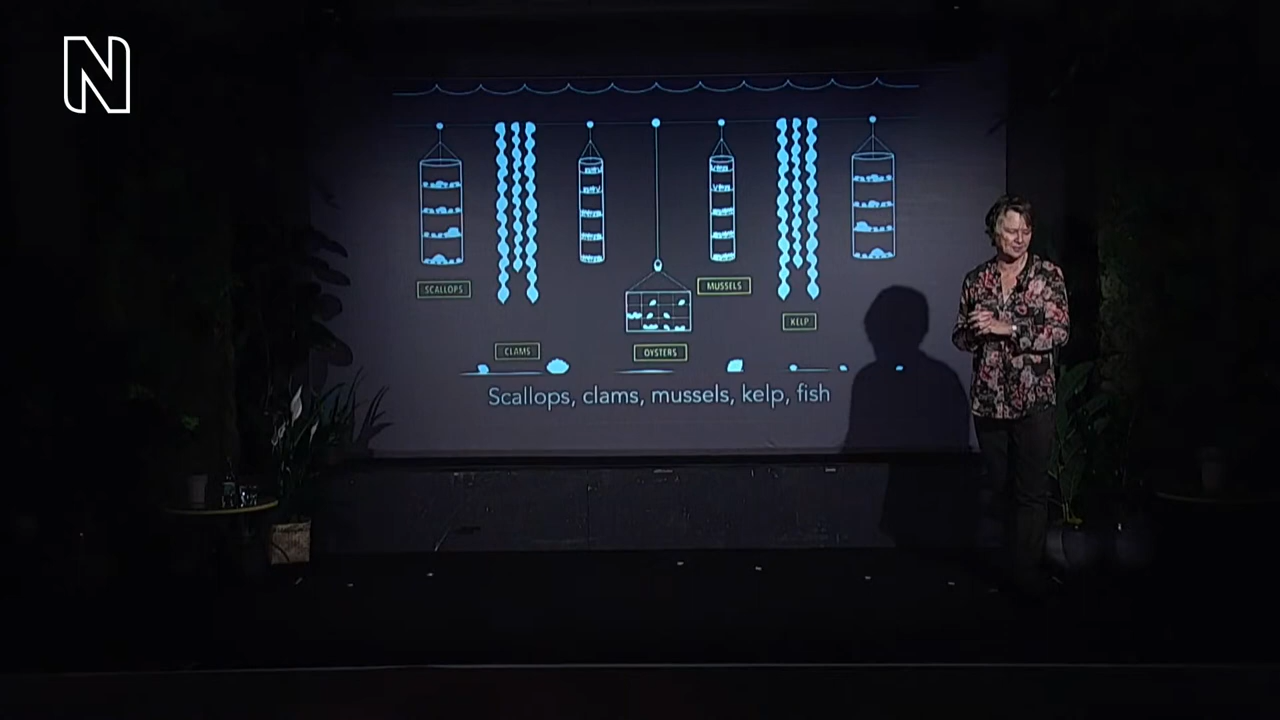 N
SCALLOPS
MUSSELS
KELP
CLAMS
OYSTERS
Scallops, clams, mussels, kelp, fish